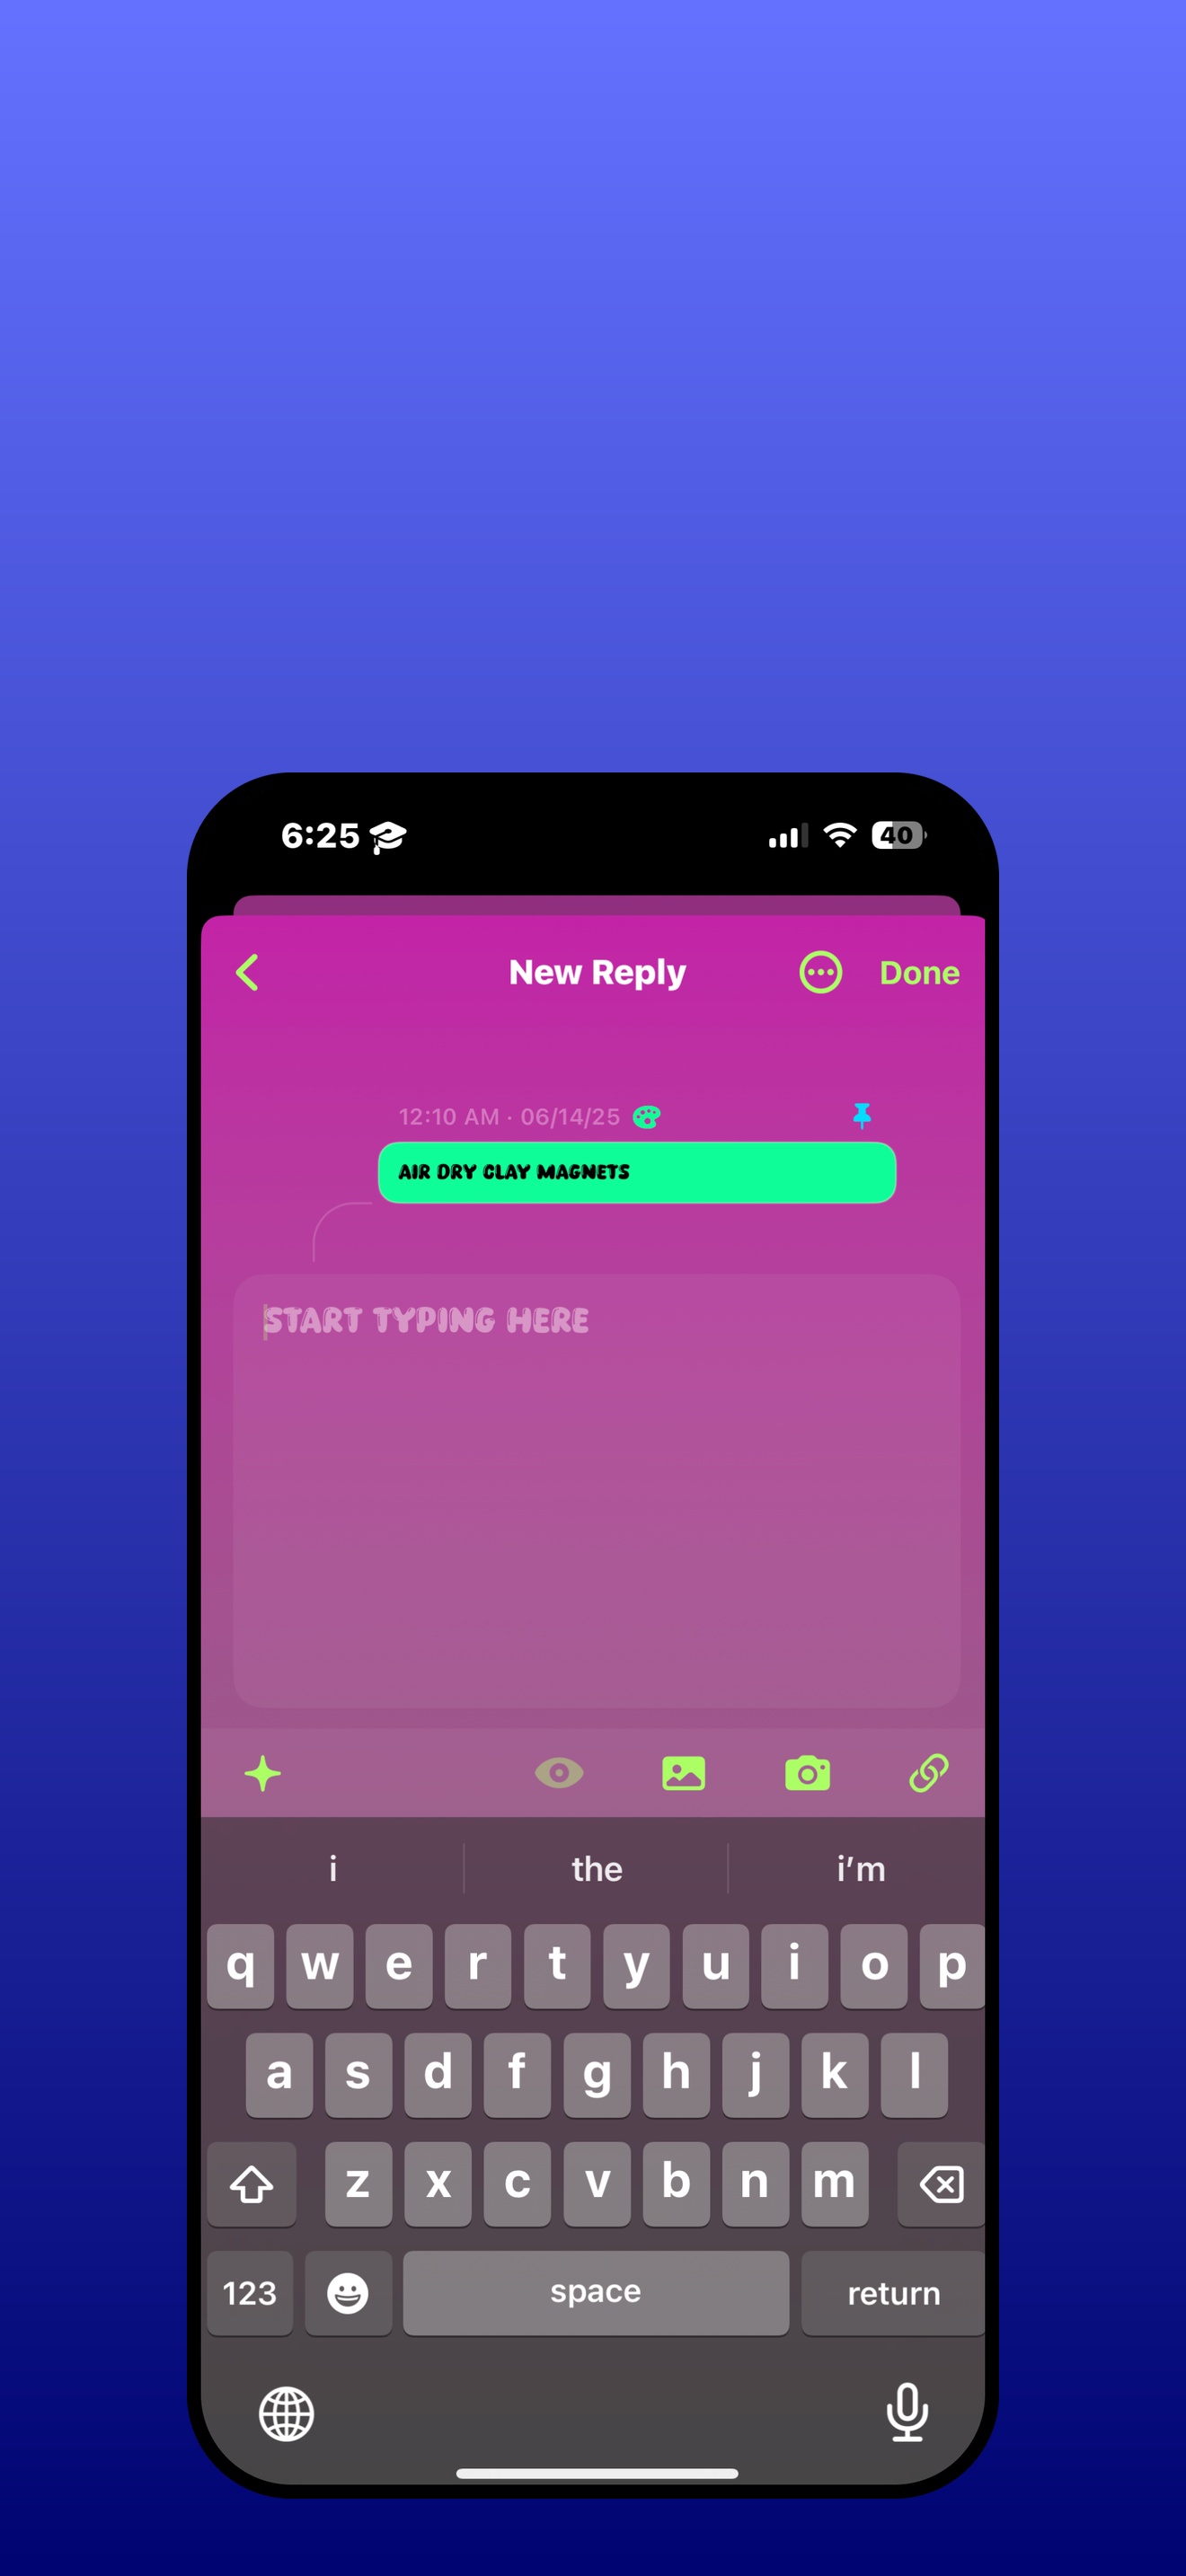 6:25
40
New Reply
Done
12:10 AM · 06/14/25
AIR DRY CLAY MAGNETS
START TYPING HERE
i the i'm
q w e r t y u i o p
a s d f g h j k l
z x c v b n m
123 space return